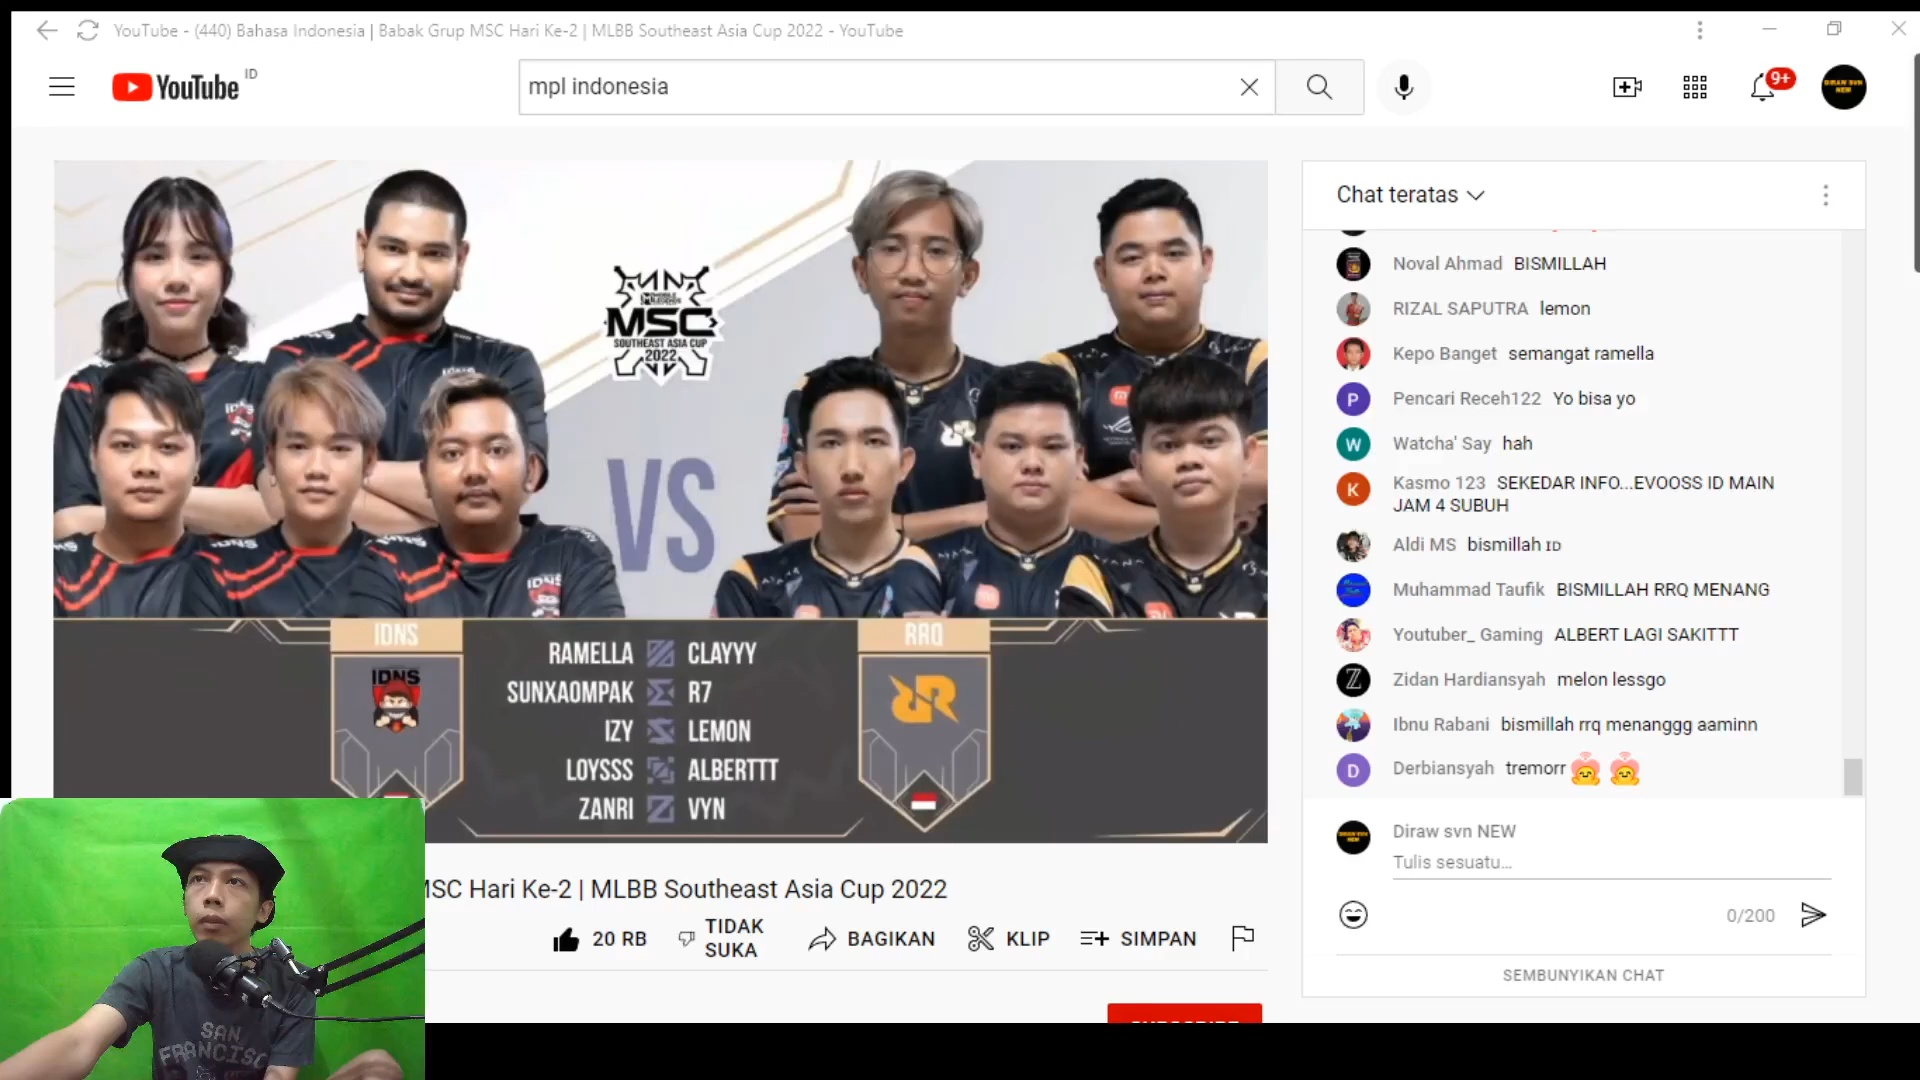 YouTube - (440) Bahasa Indonesia | Babak Grup MSC Hari Ke-2 | MLBB Southeast Asia Cup 2022 - YouTube
YouTube ID
mpl indonesia
9+
MSC
SOUTHEAST ASIA CUP
2022
VS
IDNS
RRQ
IDNS
RAMELLA CLAYYY
SUNXAOMPAK R7
IZY LEMON
LOYSSS ALBERTTT
ZANRI VYN
MSC Hari Ke-2 | MLBB Southeast Asia Cup 2022
20 RB
TIDAK
SUKA
BAGIKAN
KLIP
SIMPAN
Chat teratas
Noval Ahmad BISMILLAH
RIZAL SAPUTRA lemon
Kepo Banget semangat ramella
P
Pencari Receh122 Yo bisa yo
W
Watcha' Say hah
K
Kasmo 123 SEKEDAR INFO...EVOOSS ID MAIN
JAM 4 SUBUH
Aldi MS bismillah ɪᴅ
Muhammad Taufik BISMILLAH RRQ MENANG
Youtuber_ Gaming ALBERT LAGI SAKITTT
Zidan Hardiansyah melon lessgo
Ibnu Rabani bismillah rrq menanggg aaminn
D
Derbiansyah tremorr
Diraw svn NEW
Tulis sesuatu...
0/200
SEMBUNYIKAN CHAT
SAN
FRANCISC